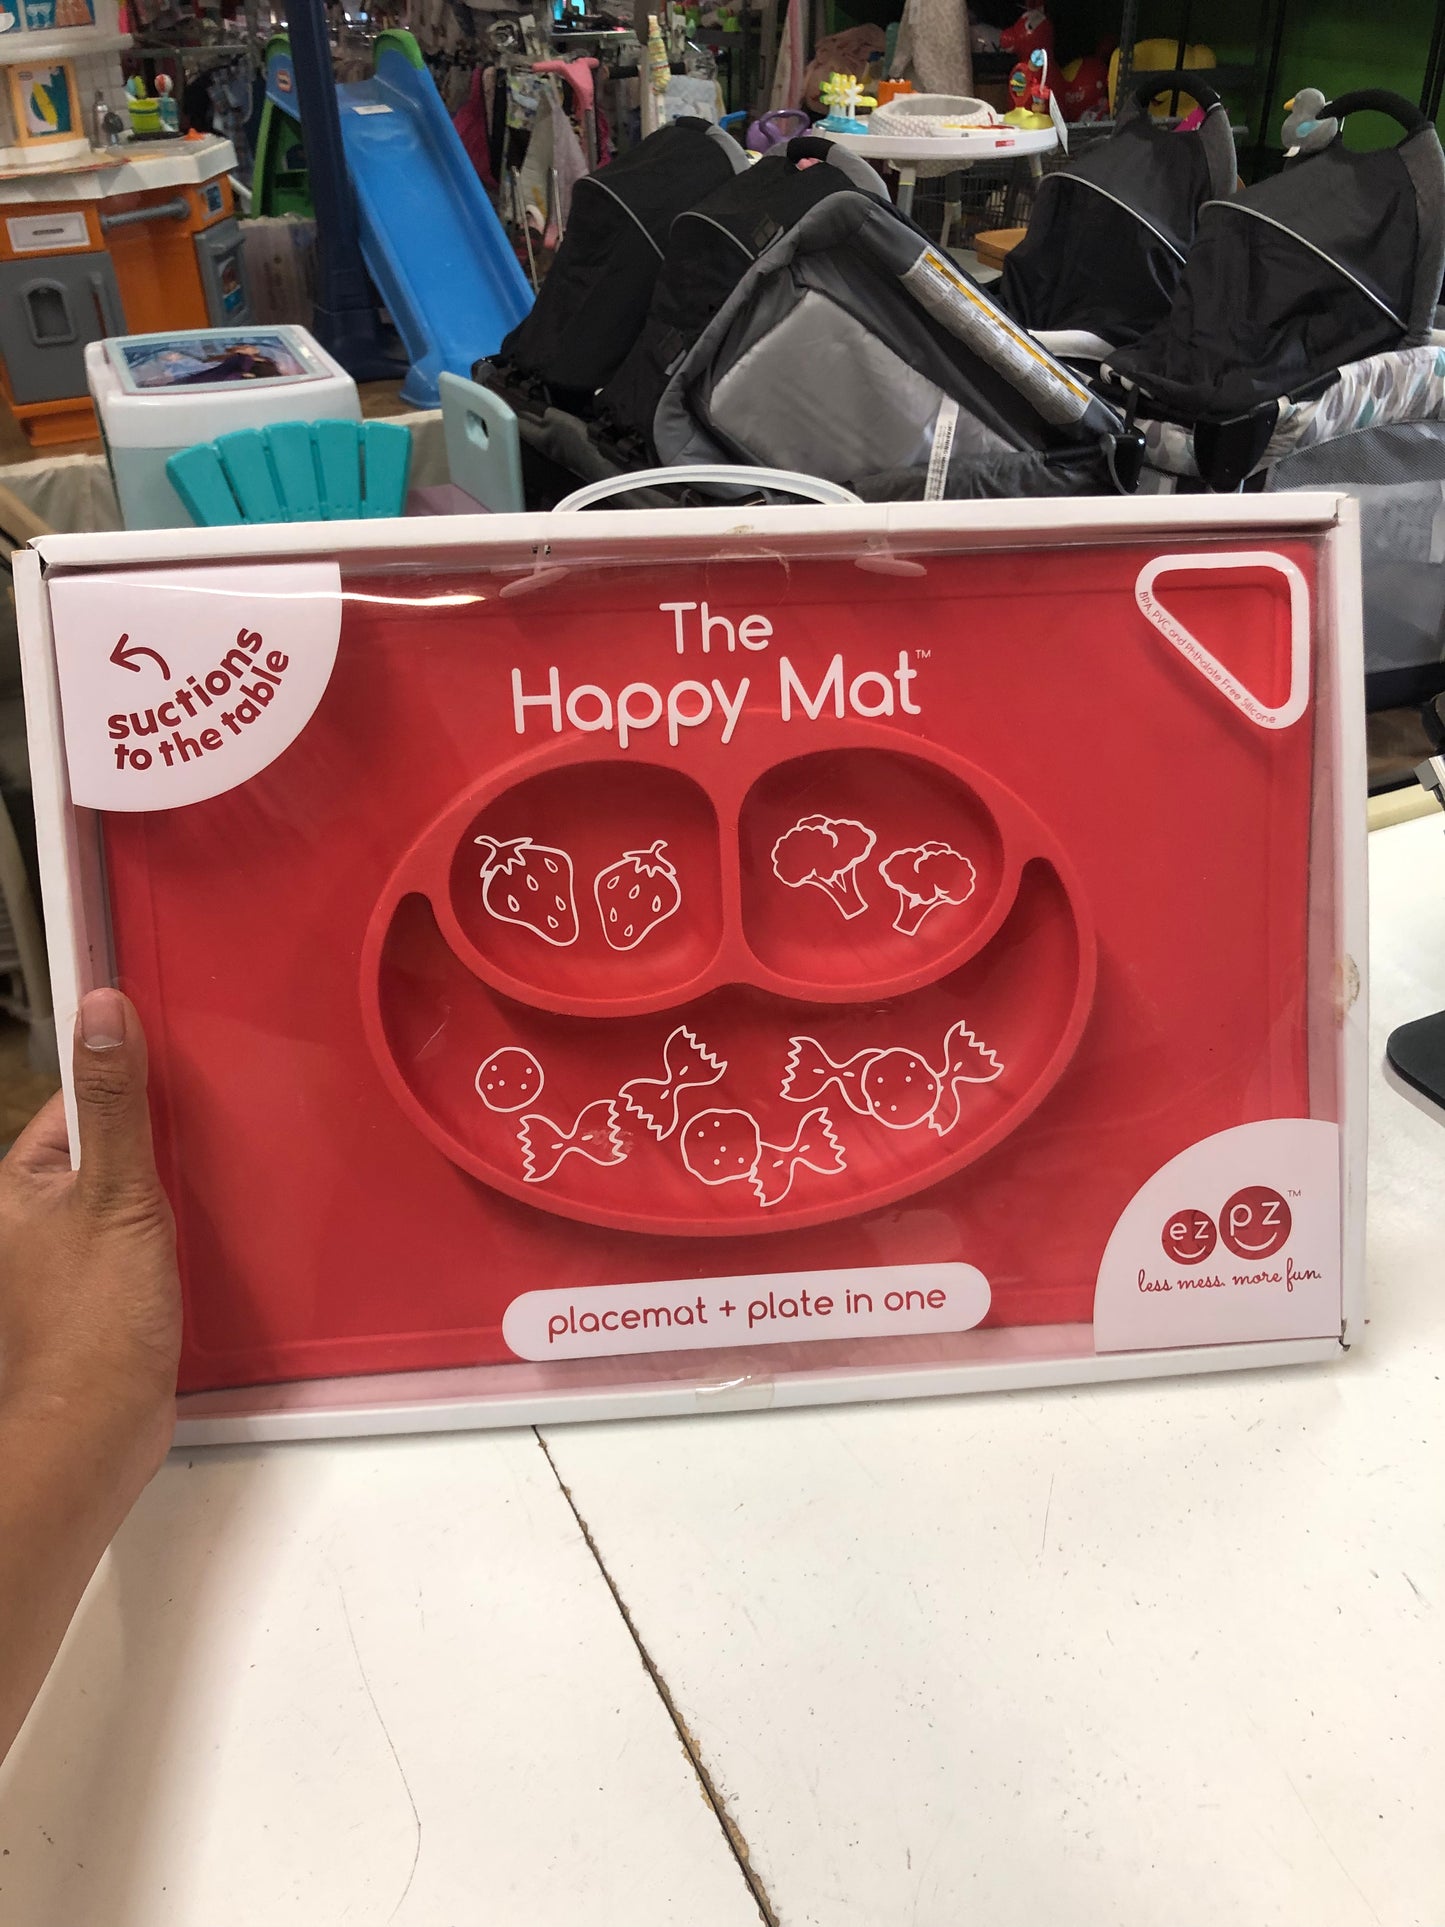 suctions
to the table
The
Happy Mat™
BPA, PVC and Phthalate Free Silicone
placemat + plate in one
ezpz™
less mess. more fun.